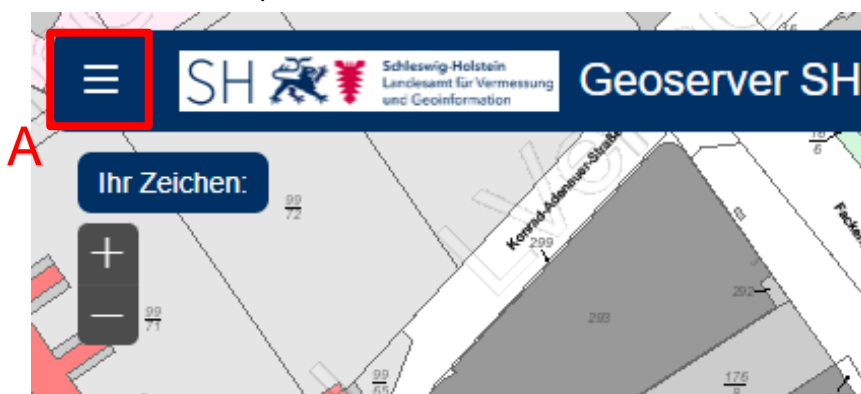 SH
Schleswig-Holstein
Landesamt für Vermessung
und Geoinformation
Geoserver SH
A
Ihr Zeichen:
+
−
99
72
99
71
99
65
Konrad-Adenauer-Straße
299
293
292
176
16
6